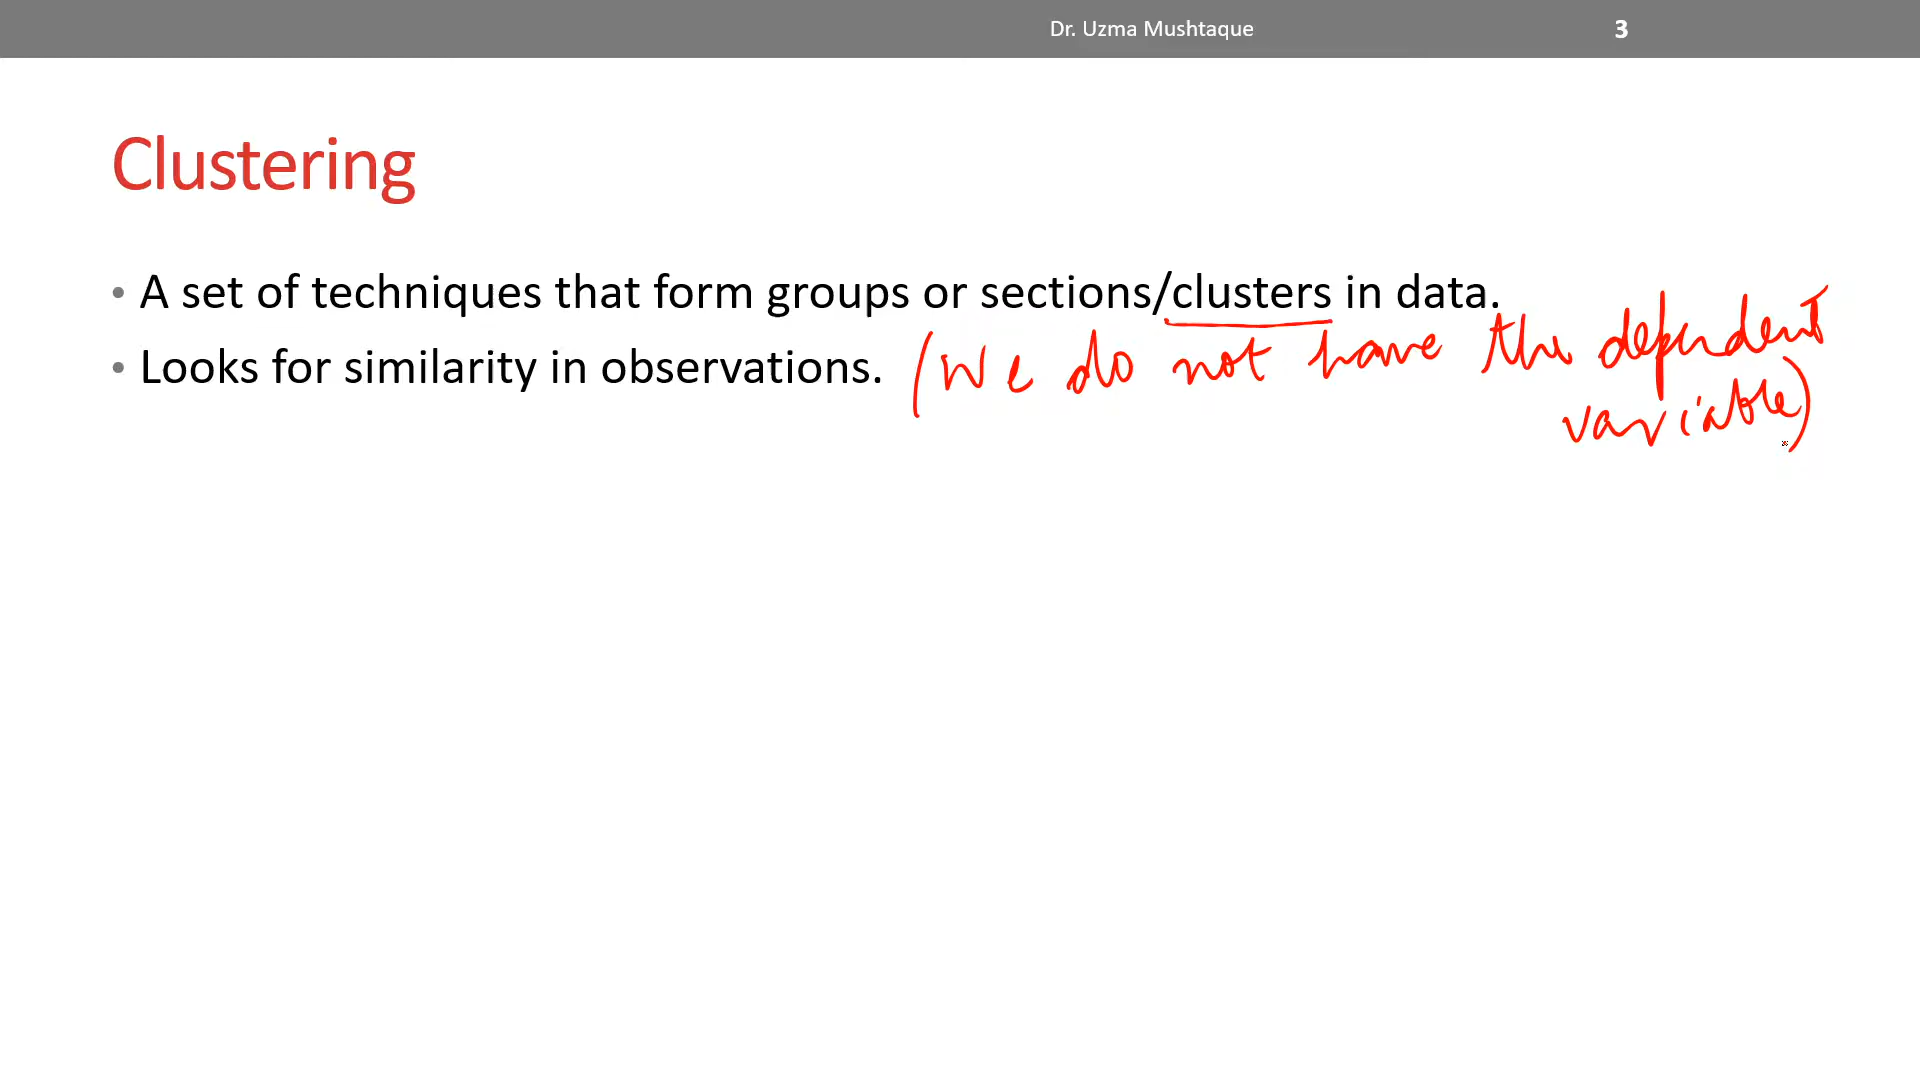 Dr. Uzma Mushtaque 3
Clustering
• A set of techniques that form groups or sections/clusters in data.
• Looks for similarity in observations. (We do not have the dependent
variable)